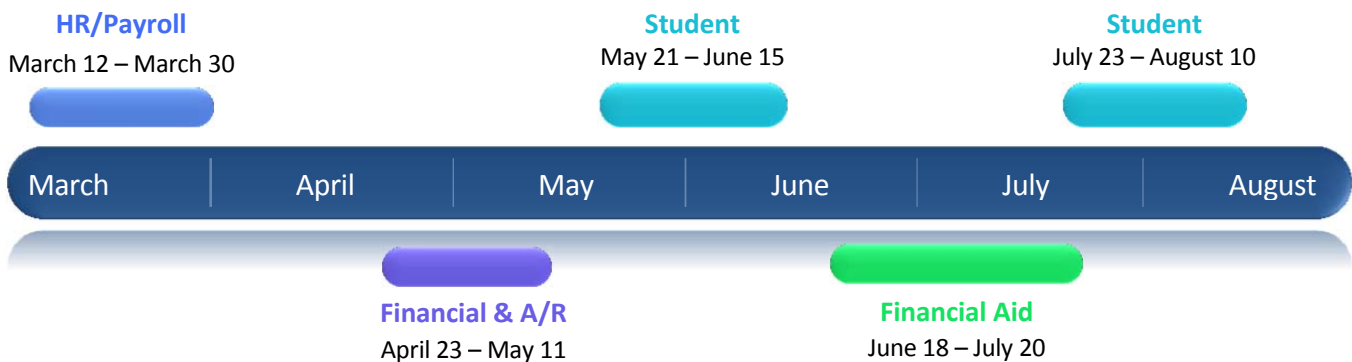 HR/Payroll
March 12 – March 30
Student
May 21 – June 15
Student
July 23 – August 10
March
April
May
June
July
August
Financial & A/R
April 23 – May 11
Financial Aid
June 18 – July 20